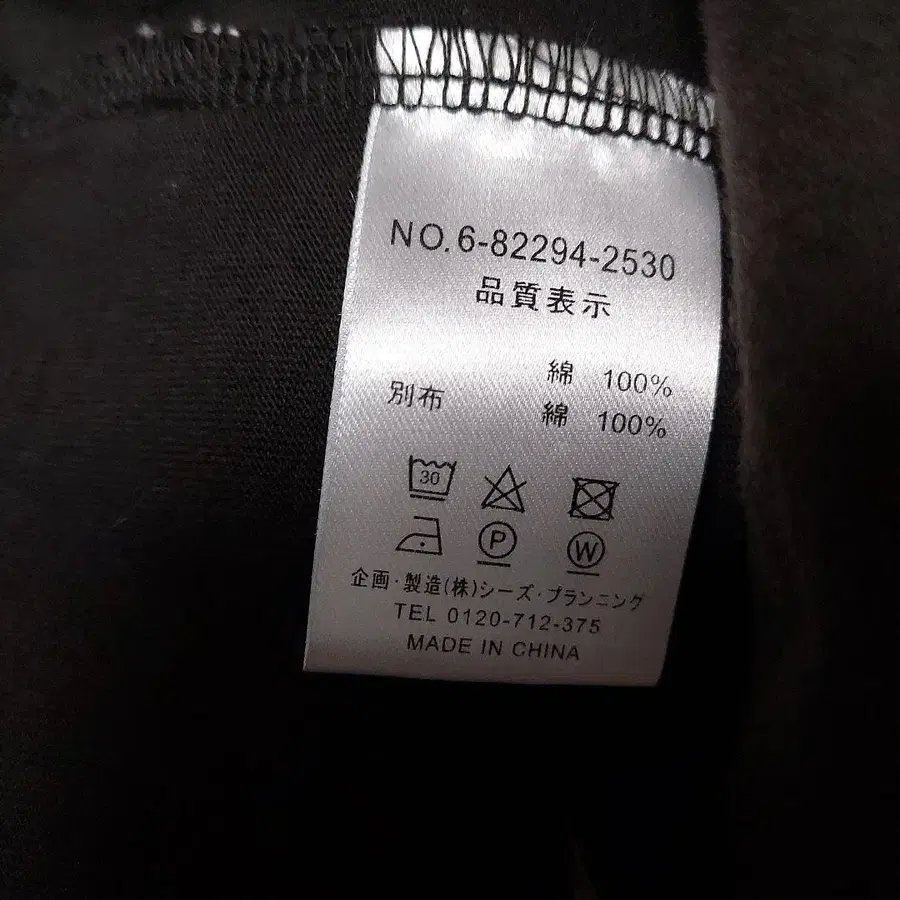 NO.6-82294-2530
品質表示
綿 100%
別布 綿 100%
30
P W
企画・製造(株)シーズ・プランニング
TEL 0120-712-375
MADE IN CHINA